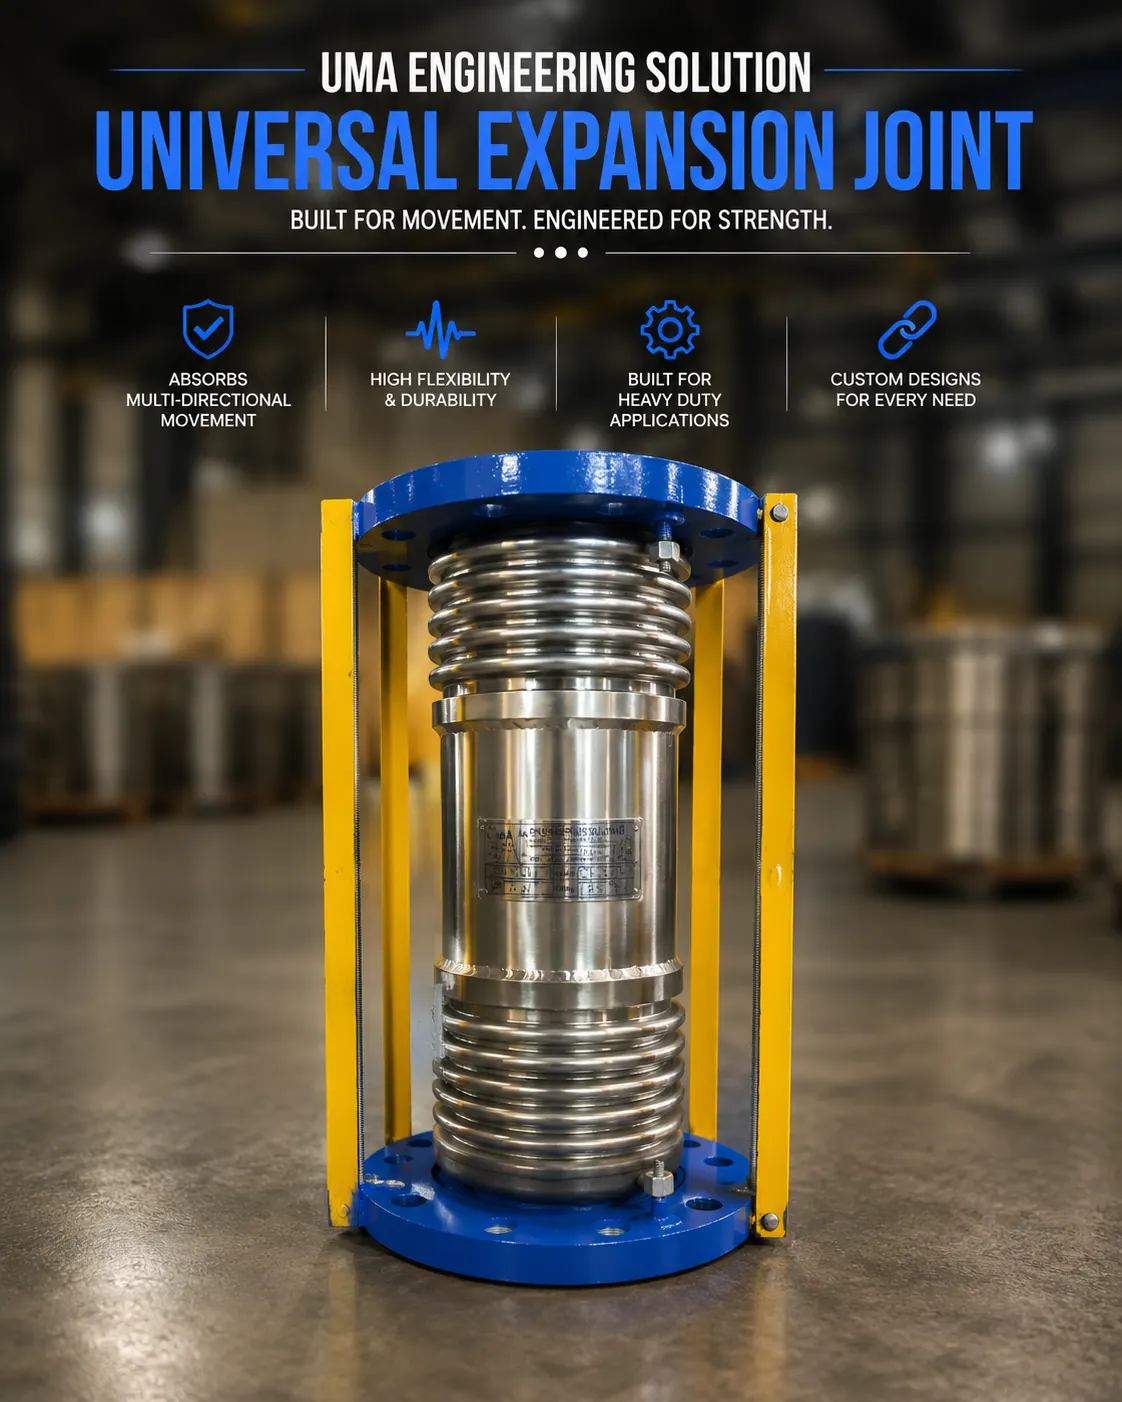 UMA ENGINEERING SOLUTION
UNIVERSAL EXPANSION JOINT
BUILT FOR MOVEMENT. ENGINEERED FOR STRENGTH.
ABSORBS
MULTI-DIRECTIONAL
MOVEMENT
HIGH FLEXIBILITY
& DURABILITY
BUILT FOR
HEAVY DUTY
APPLICATIONS
CUSTOM DESIGNS
FOR EVERY NEED